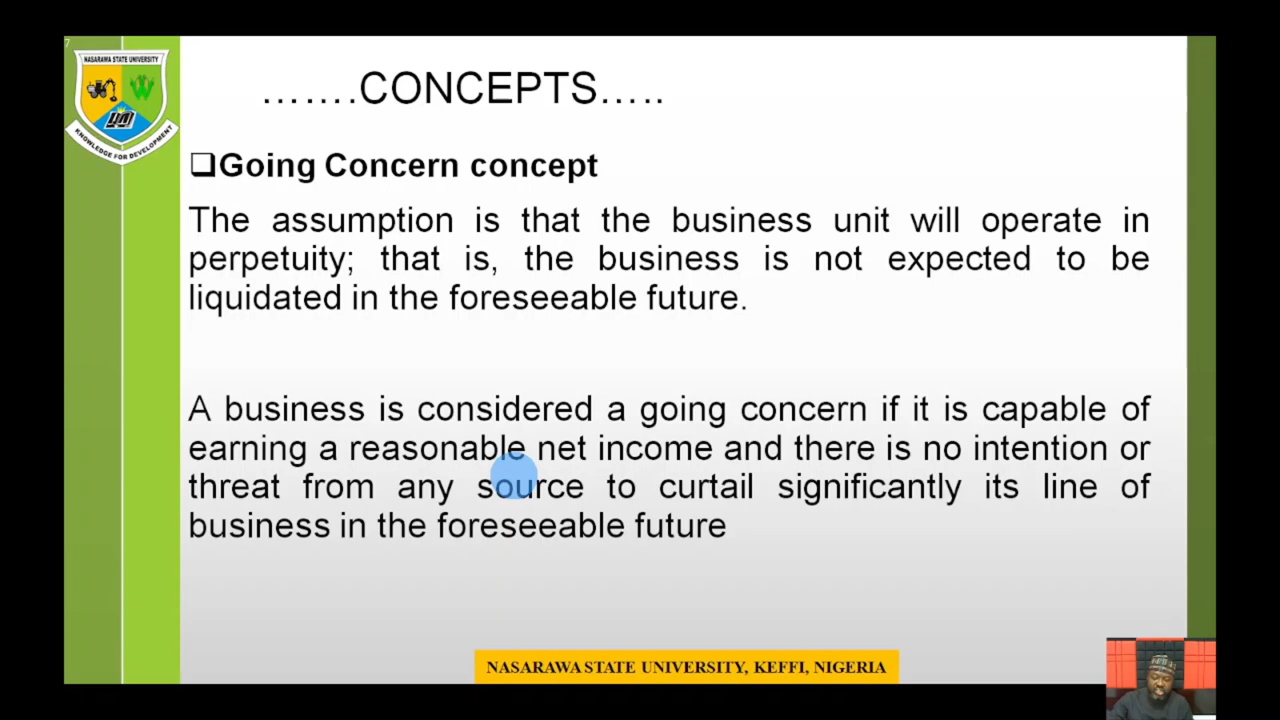 7
NASARAWA STATE UNIVERSITY
KNOWLEDGE FOR DEVELOPMENT
.......CONCEPTS.....
❑Going Concern concept
The assumption is that the business unit will operate in
perpetuity; that is, the business is not expected to be
liquidated in the foreseeable future.
A business is considered a going concern if it is capable of
earning a reasonable net income and there is no intention or
threat from any source to curtail significantly its line of
business in the foreseeable future
NASARAWA STATE UNIVERSITY, KEFFI, NIGERIA